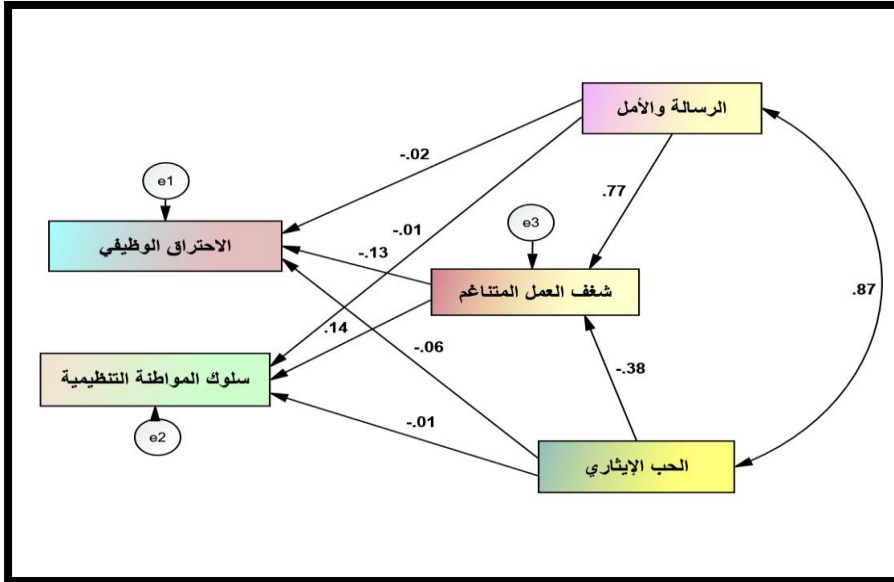 الرسالة والأمل
-.02
e1
.77
-.01
e3
الاحتراق الوظيفي
-.13
شغف العمل المتناغم
.87
.14
-.06
سلوك المواطنة التنظيمية
-.38
-.01
e2
الحب الإيثاري